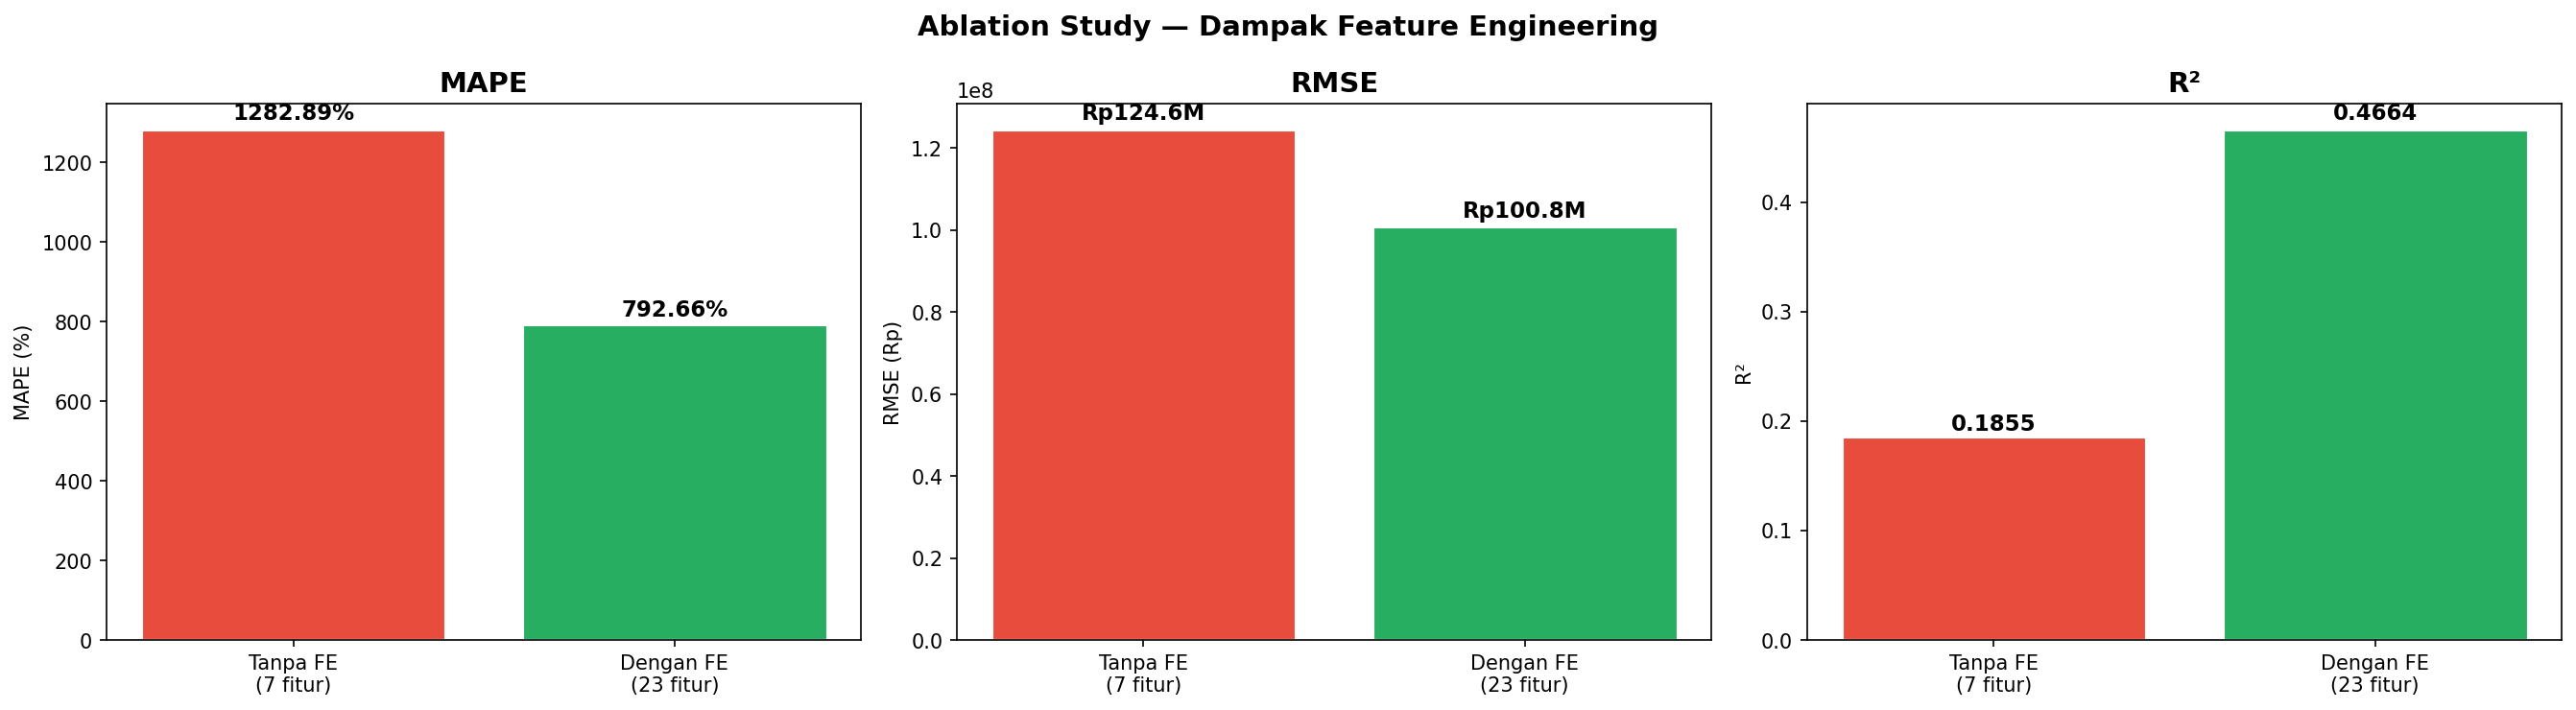 Ablation Study — Dampak Feature Engineering
MAPE
MAPE (%)
1200
1000
800
600
400
200
0
1282.89%
792.66%
Tanpa FE
(7 fitur)
Dengan FE
(23 fitur)
RMSE
1e8
RMSE (Rp)
1.2
1.0
0.8
0.6
0.4
0.2
0.0
Rp124.6M
Rp100.8M
Tanpa FE
(7 fitur)
Dengan FE
(23 fitur)
R²
R²
0.4
0.3
0.2
0.1
0.0
0.1855
0.4664
Tanpa FE
(7 fitur)
Dengan FE
(23 fitur)